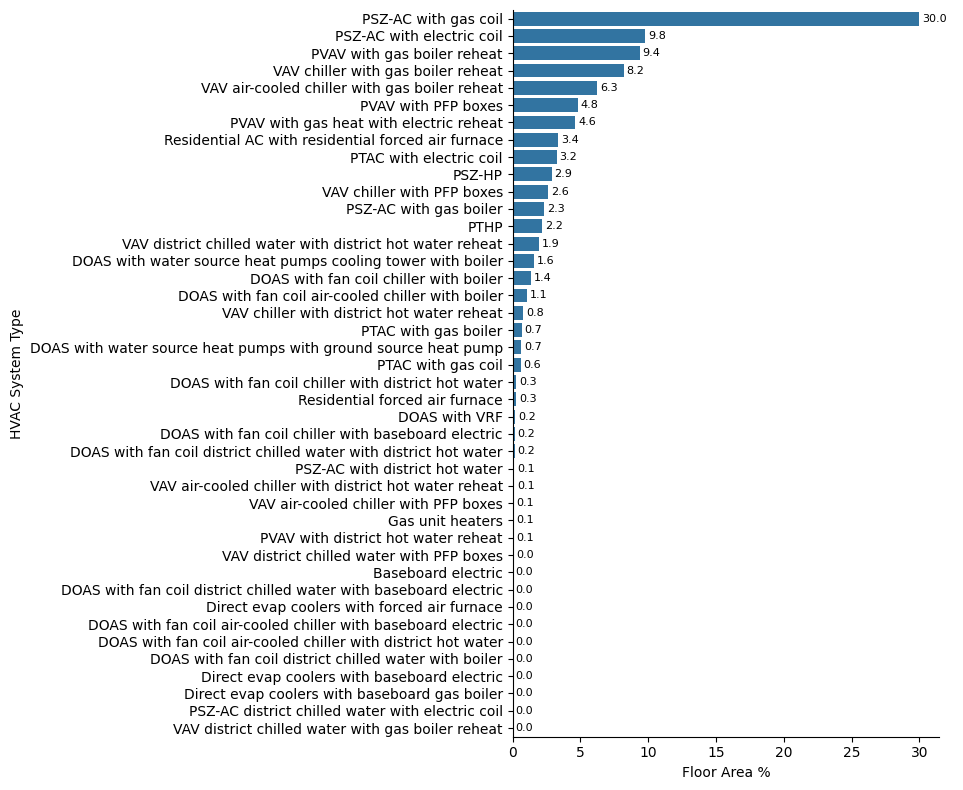 PSZ-AC with gas coil 30.0
PSZ-AC with electric coil 9.8
PVAV with gas boiler reheat 9.4
VAV chiller with gas boiler reheat 8.2
VAV air-cooled chiller with gas boiler reheat 6.3
PVAV with PFP boxes 4.8
PVAV with gas heat with electric reheat 4.6
Residential AC with residential forced air furnace 3.4
PTAC with electric coil 3.2
PSZ-HP 2.9
VAV chiller with PFP boxes 2.6
PSZ-AC with gas boiler 2.3
PTHP 2.2
VAV district chilled water with district hot water reheat 1.9
DOAS with water source heat pumps cooling tower with boiler 1.6
DOAS with fan coil chiller with boiler 1.4
DOAS with fan coil air-cooled chiller with boiler 1.1
VAV chiller with district hot water reheat 0.8
PTAC with gas boiler 0.7
DOAS with water source heat pumps with ground source heat pump 0.7
PTAC with gas coil 0.6
DOAS with fan coil chiller with district hot water 0.3
Residential forced air furnace 0.3
DOAS with VRF 0.2
DOAS with fan coil chiller with baseboard electric 0.2
DOAS with fan coil district chilled water with district hot water 0.2
PSZ-AC with district hot water 0.1
VAV air-cooled chiller with district hot water reheat 0.1
VAV air-cooled chiller with PFP boxes 0.1
Gas unit heaters 0.1
PVAV with district hot water reheat 0.1
VAV district chilled water with PFP boxes 0.0
Baseboard electric 0.0
DOAS with fan coil district chilled water with baseboard electric 0.0
Direct evap coolers with forced air furnace 0.0
DOAS with fan coil air-cooled chiller with baseboard electric 0.0
DOAS with fan coil air-cooled chiller with district hot water 0.0
DOAS with fan coil district chilled water with boiler 0.0
Direct evap coolers with baseboard electric 0.0
Direct evap coolers with baseboard gas boiler 0.0
PSZ-AC district chilled water with electric coil 0.0
VAV district chilled water with gas boiler reheat 0.0
HVAC System Type
0 5 10 15 20 25 30
Floor Area %